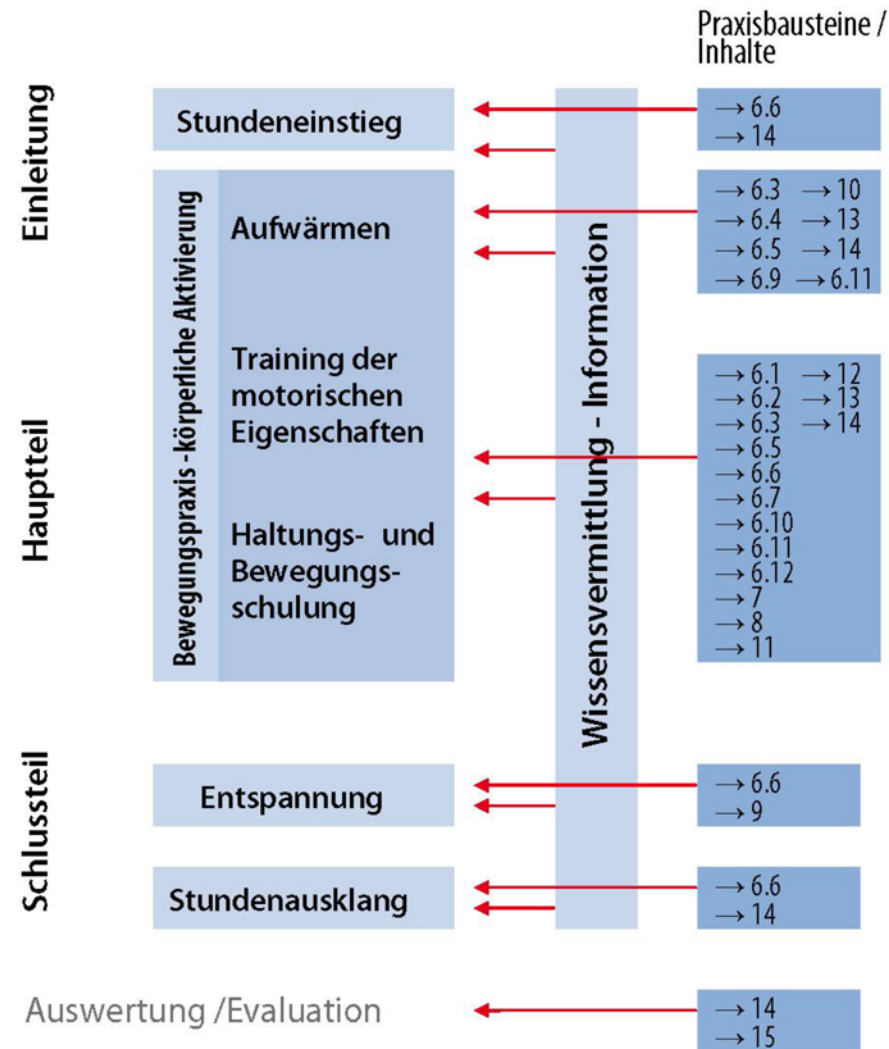 Praxisbausteine /
Inhalte
Einleitung
Stundeneinstieg
→ 6.6
→ 14
Bewegungspraxis - körperliche Aktivierung
Aufwärmen
→ 6.3 → 10
→ 6.4 → 13
→ 6.5 → 14
→ 6.9 → 6.11
Wissensvermittlung - Information
Hauptteil
Training der
motorischen
Eigenschaften
Haltungs- und
Bewegungs-
schulung
→ 6.1 → 12
→ 6.2 → 13
→ 6.3 → 14
→ 6.5
→ 6.6
→ 6.7
→ 6.10
→ 6.11
→ 6.12
→ 7
→ 8
→ 11
Schlussteil
Entspannung
→ 6.6
→ 9
Stundenausklang
→ 6.6
→ 14
Auswertung /Evaluation
→ 14
→ 15